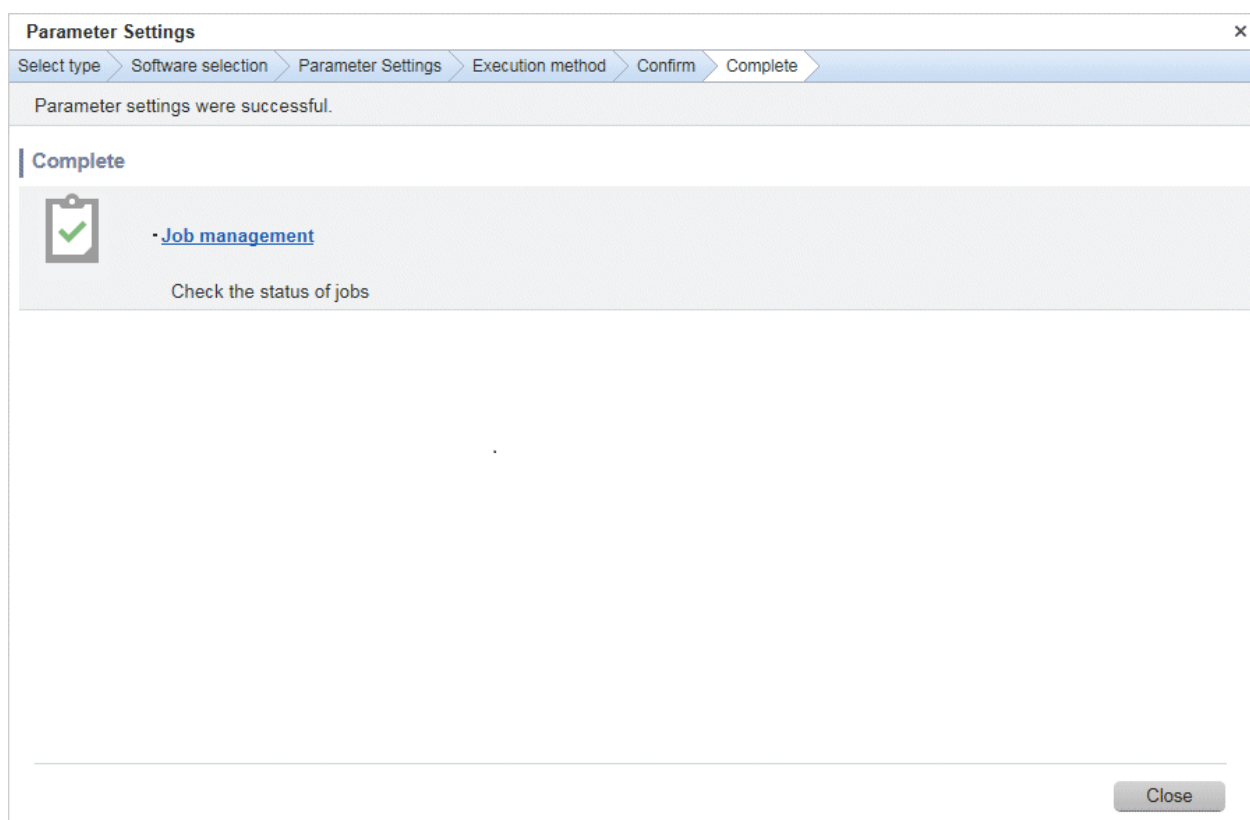 Parameter Settings ×
Select type Software selection Parameter Settings Execution method Confirm Complete
Parameter settings were successful.
Complete
- Job management
Check the status of jobs
.
Close